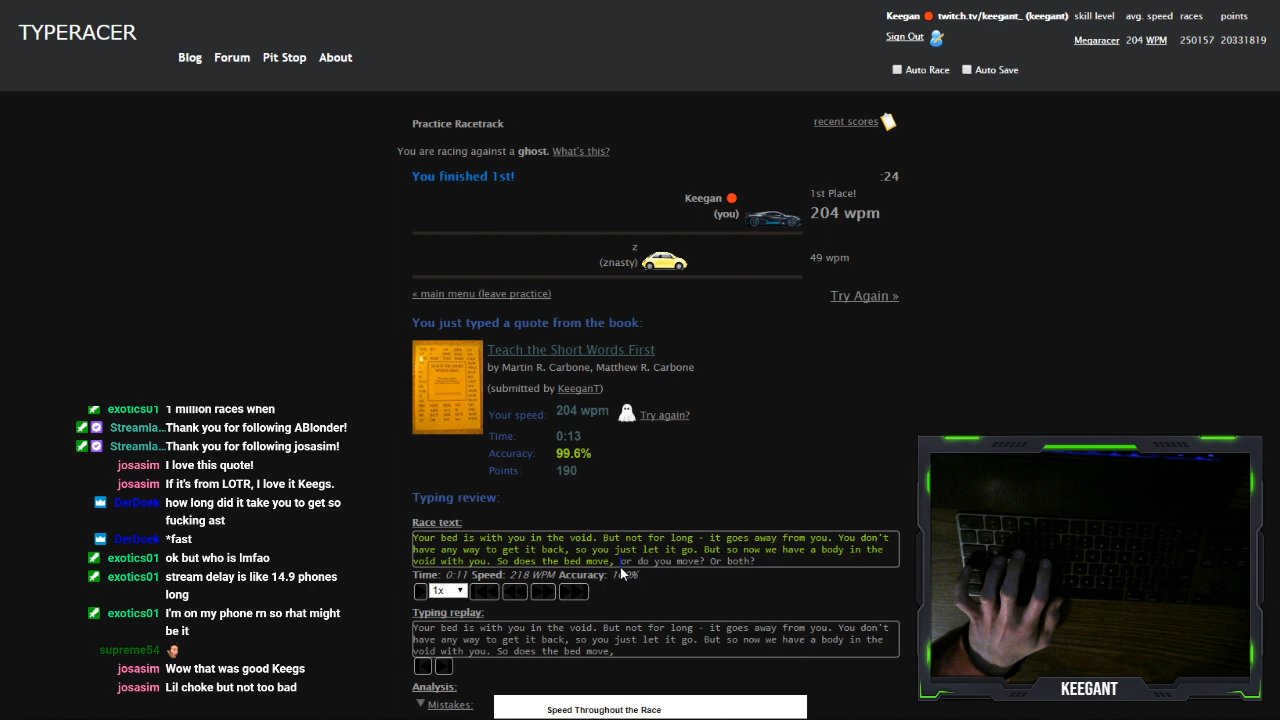 TYPERACER
Blog Forum Pit Stop About
Keegan twitch.tv/keegant_ (keegant) skill level avg. speed races points
Sign Out Megaracer 204 WPM 250157 20331819
Auto Race Auto Save
Practice Racetrack
recent scores
You are racing against a ghost. What's this?
You finished 1st!
:24
Keegan
(you)
1st Place!
204 wpm
z
(znasty)
49 wpm
« main menu (leave practice)
Try Again »
You just typed a quote from the book:
Teach the Short Words First
by Martin R. Carbone, Matthew R. Carbone
(submitted by KeeganT)
Your speed: 204 wpm Try again?
Time: 0:13
Accuracy: 99.6%
Points: 190
Typing review:
Race text:
Your bed is with you in the void. But not for long - it goes away from you. You don't
have any way to get it back, so you just let it go. But so now we have a body in the
void with you. So does the bed move, or do you move? Or both?
Time: 0:11 Speed: 218 WPM Accuracy:
1x
Typing replay:
Your bed is with you in the void. But not for long - it goes away from you. You don't
have any way to get it back, so you just let it go. But so now we have a body in the
void with you. So does the bed move,
Analysis:
Mistakes:
Speed Throughout the Race
exotics01 1 million races when
Streamla... Thank you for following ABlonder!
Streamla... Thank you for following josasim!
josasim I love this quote!
josasim If it's from LOTR, I love it Keegs.
DerDoek how long did it take you to get so
fucking ast
DerDoek *fast
exotics01 ok but who is lmfao
exotics01 stream delay is like 14.9 phones
long
exotics01 I'm on my phone rn so rhat might
be it
supreme54
josasim Wow that was good Keegs
josasim Lil choke but not too bad
KEEGANT